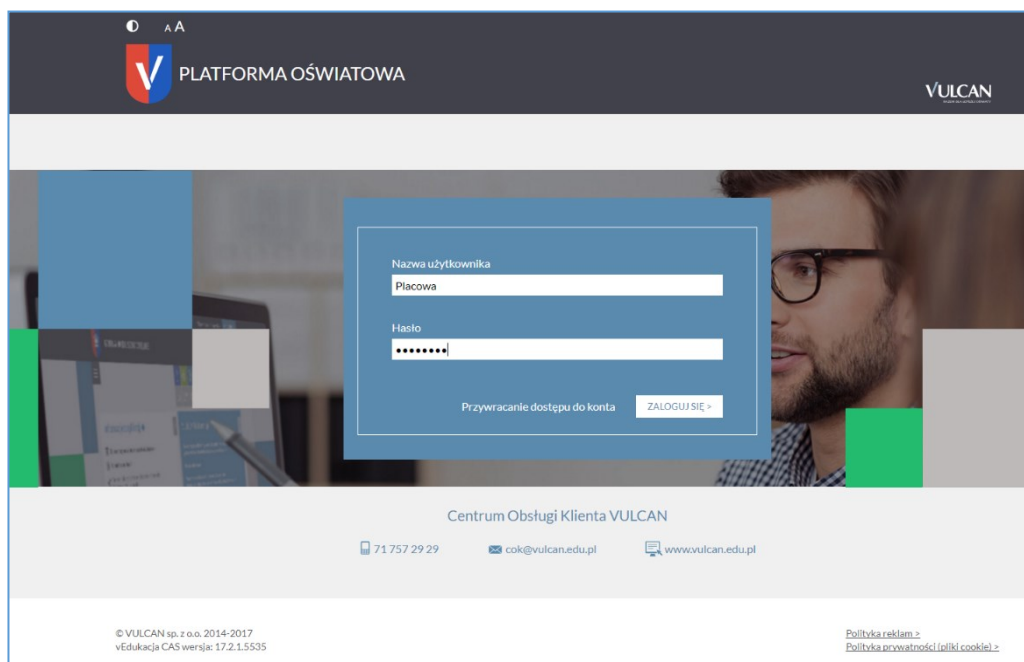 A A
PLATFORMA OŚWIATOWA
VULCAN
Nazwa użytkownika
Placowa
Hasło
••••••••
Przywracanie dostępu do konta
ZALOGUJ SIĘ >
Centrum Obsługi Klienta VULCAN
71 757 29 29
cok@vulcan.edu.pl
www.vulcan.edu.pl
© VULCAN sp. z o.o. 2014-2017
vEdukacja CAS wersja: 17.2.1.5535
Polityka reklam >
Polityka prywatności (pliki cookie) >